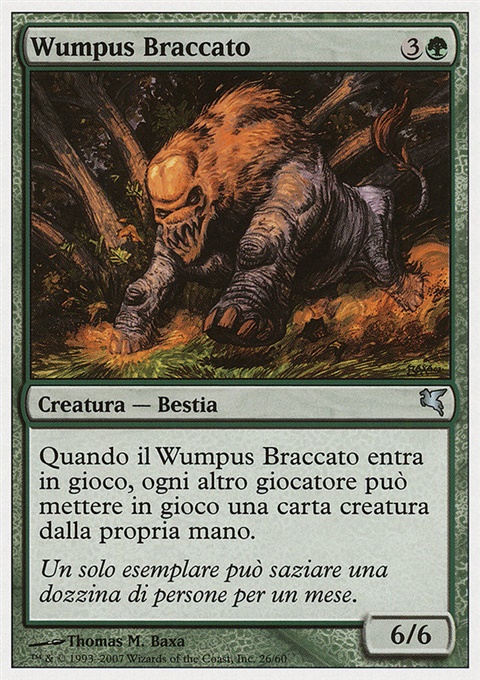 Wumpus Braccato
3
BAXA
Creatura — Bestia
Quando il Wumpus Braccato entra
in gioco, ogni altro giocatore può
mettere in gioco una carta creatura
dalla propria mano.
Un solo esemplare può saziare una
dozzina di persone per un mese.
6/6
Thomas M. Baxa
™ & © 1993–2007 Wizards of the Coast, Inc. 26/60